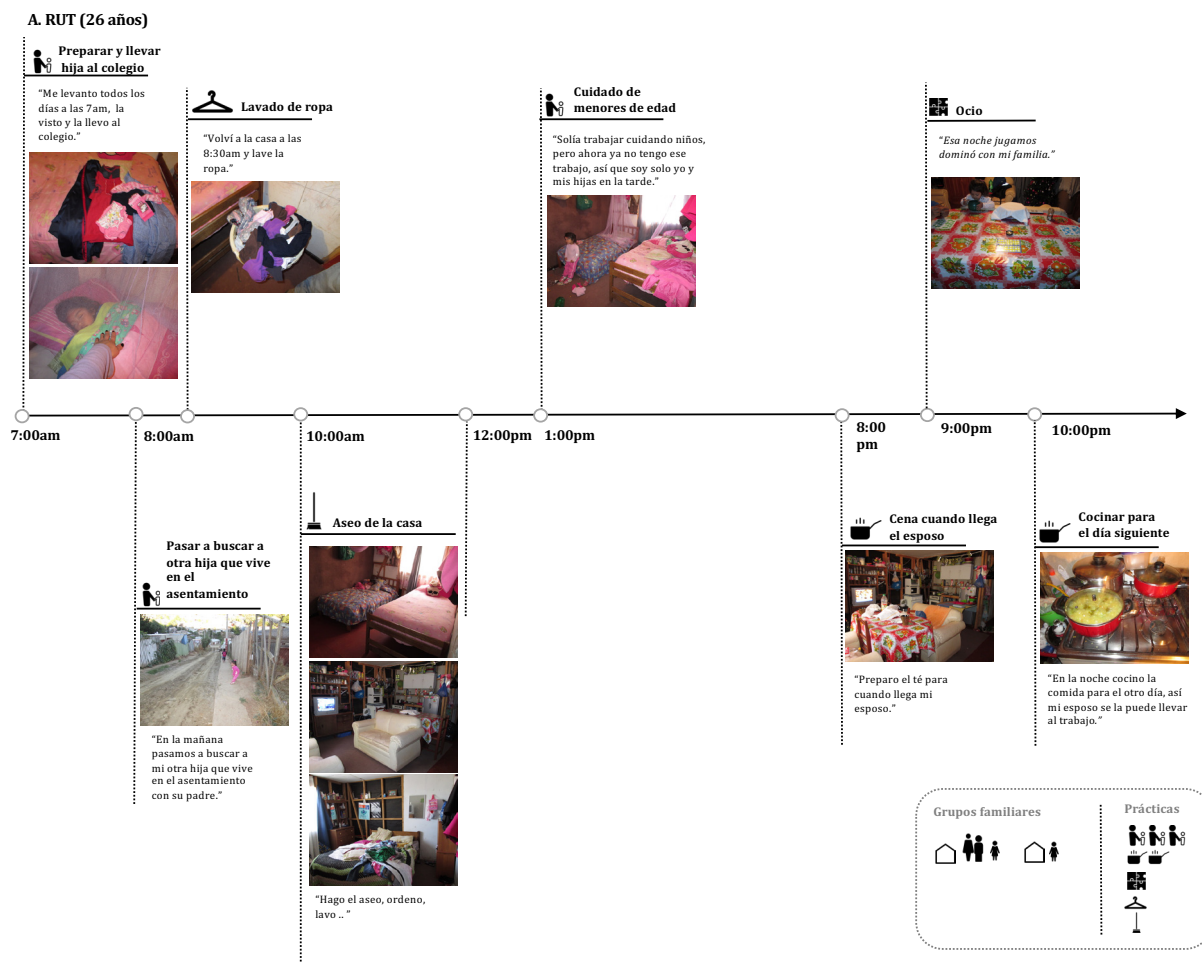 A. RUT (26 años)
Preparar y llevar
hija al colegio
“Me levanto todos los
días a las 7am, la
visto y la llevo al
colegio.”
Lavado de ropa
“Volví a la casa a las
8:30am y lave la
ropa.”
Cuidado de
menores de edad
“Solía trabajar cuidando niños,
pero ahora ya no tengo ese
trabajo, así que soy solo yo y
mis hijas en la tarde.”
Ocio
“Esa noche jugamos
dominó con mi familia.”
7:00am
8:00am
10:00am
12:00pm
1:00pm
8:00
pm
9:00pm
10:00pm
Pasar a buscar a
otra hija que vive
en el
asentamiento
“En la mañana
pasamos a buscar a
mi otra hija que vive
en el asentamiento
con su padre.”
Aseo de la casa
“Hago el aseo, ordeno,
lavo .. ”
Cena cuando llega
el esposo
“Preparo el té para
cuando llega mi
esposo.”
Cocinar para
el día siguiente
“En la noche cocino la
comida para el otro día, así
mi esposo se la puede llevar
al trabajo.”
Grupos familiares
Prácticas